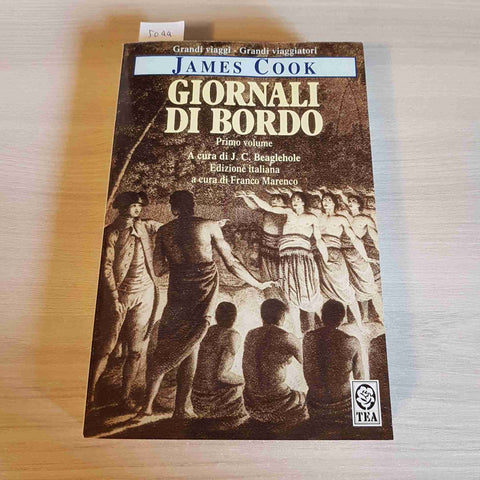 50aa
Grandi viaggi - Grandi viaggiatori
JAMES COOK
GIORNALI
DI BORDO
Primo volume
A cura di J. C. Beaglehole
Edizione italiana
a cura di Franco Marenco
TEA